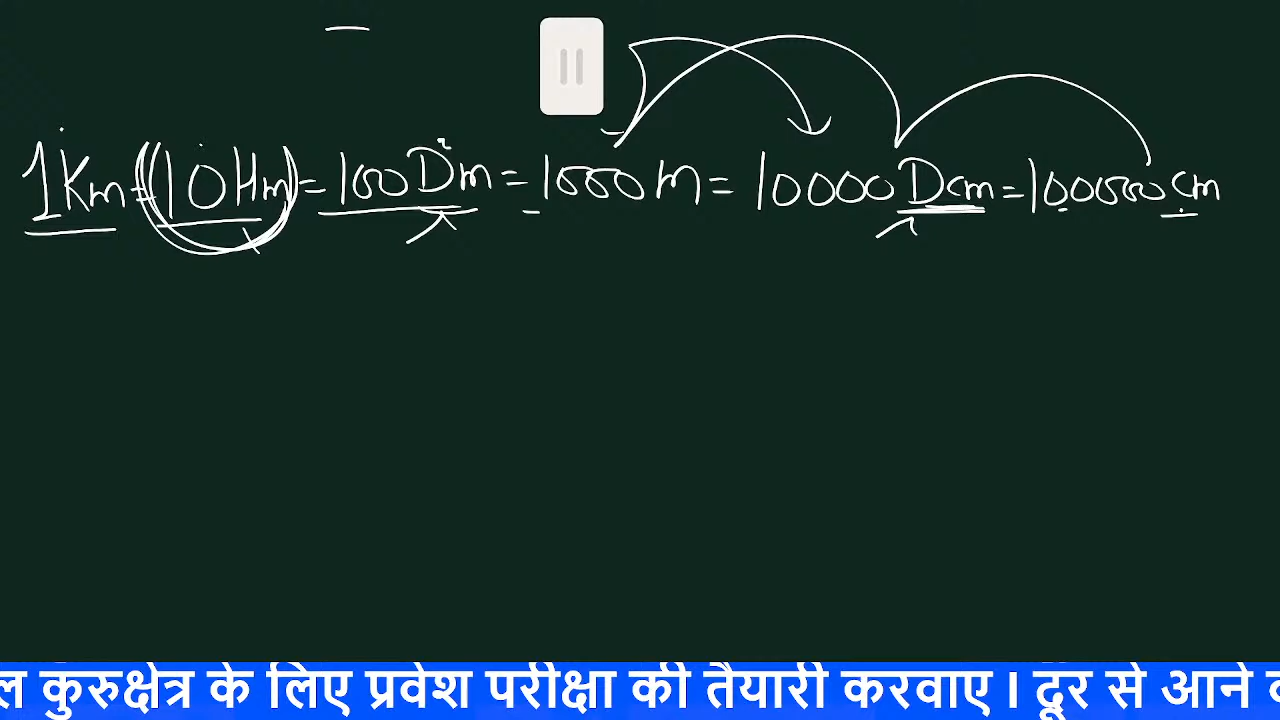 1Km=10Hm=100Dm=1000m=10000Dcm=100000cm
ल कुरुक्षेत्र के लिए प्रवेश परीक्षा की तैयारी करवाए । दूर से आने